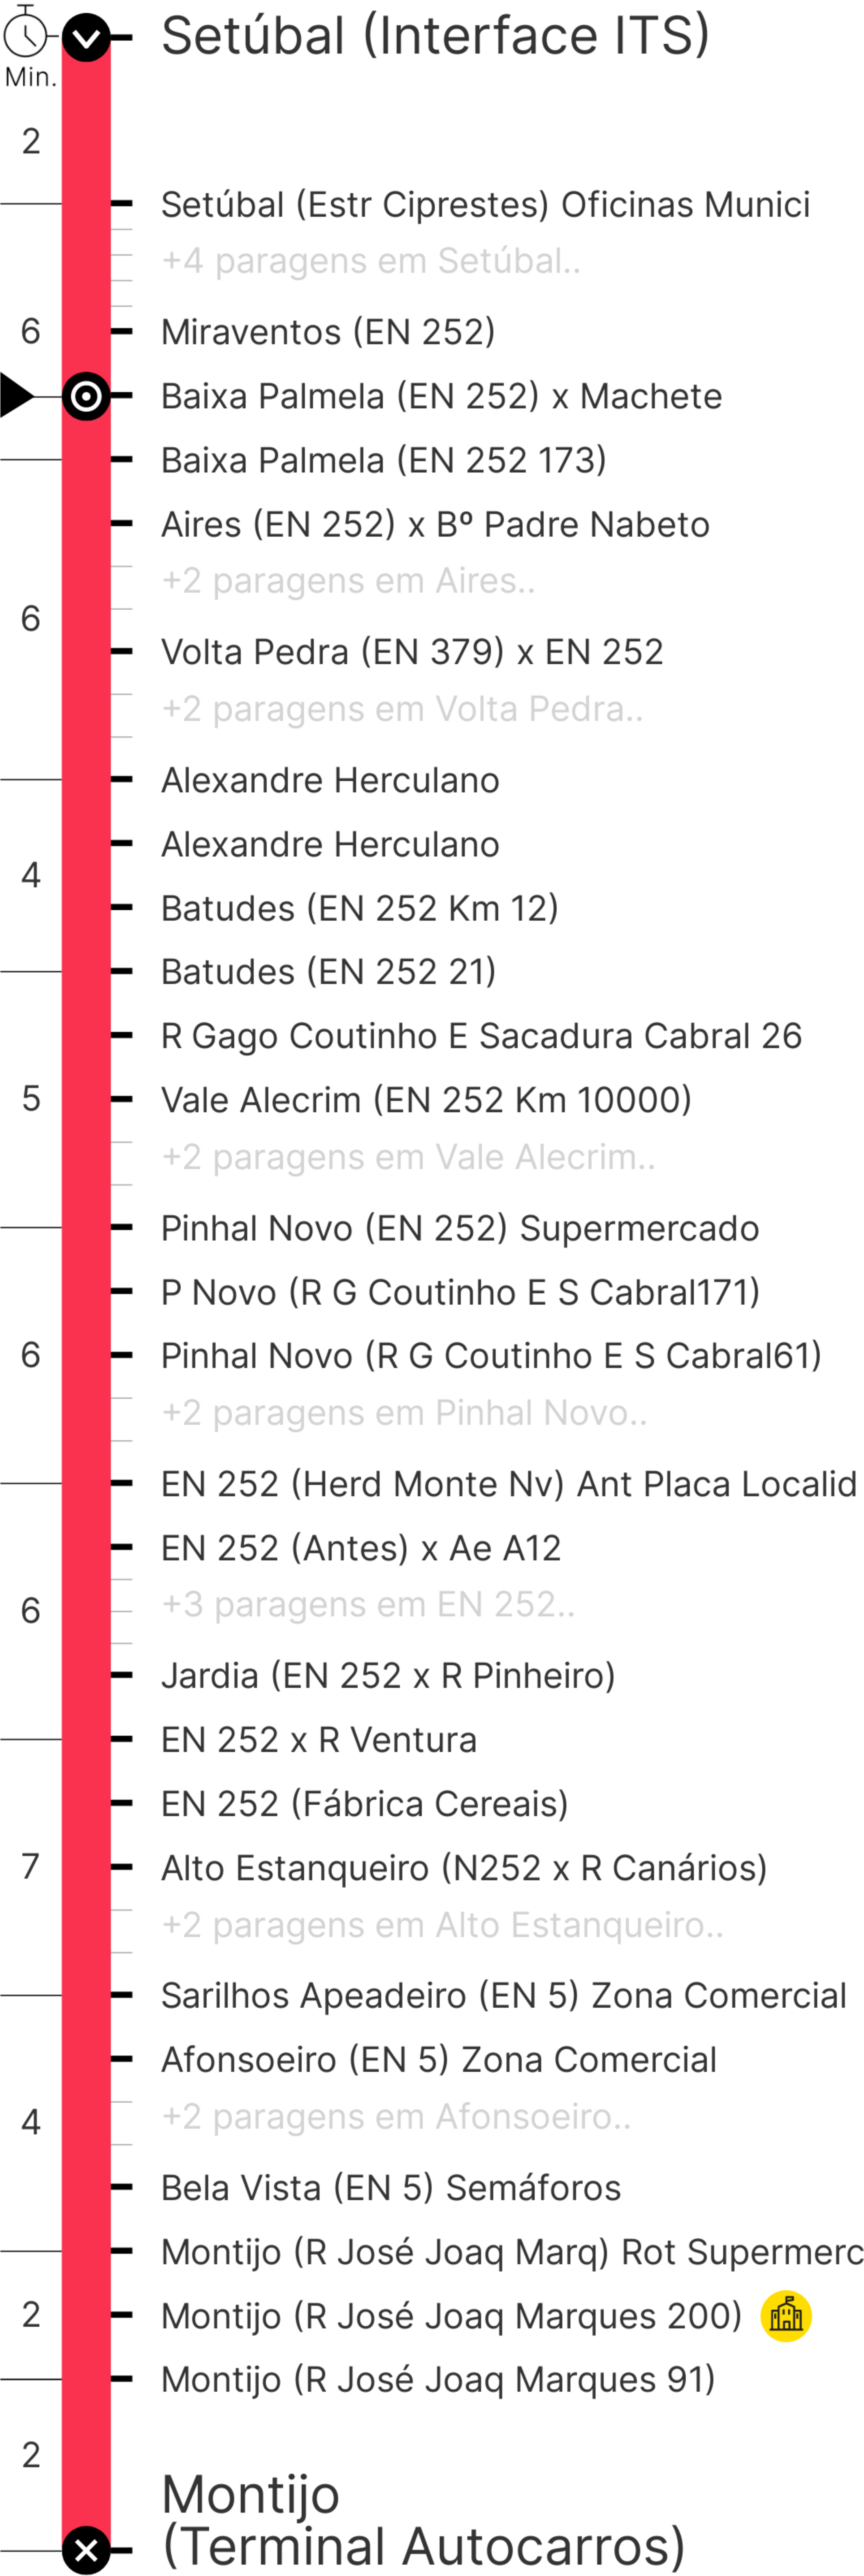 Setúbal (Interface ITS)
Min.
2
Setúbal (Estr Ciprestes) Oficinas Munici
+4 paragens em Setúbal..
6
Miraventos (EN 252)
Baixa Palmela (EN 252) x Machete
Baixa Palmela (EN 252 173)
Aires (EN 252) x Bº Padre Nabeto
+2 paragens em Aires..
6
Volta Pedra (EN 379) x EN 252
+2 paragens em Volta Pedra..
Alexandre Herculano
Alexandre Herculano
4
Batudes (EN 252 Km 12)
Batudes (EN 252 21)
R Gago Coutinho E Sacadura Cabral 26
5
Vale Alecrim (EN 252 Km 10000)
+2 paragens em Vale Alecrim..
Pinhal Novo (EN 252) Supermercado
P Novo (R G Coutinho E S Cabral171)
6
Pinhal Novo (R G Coutinho E S Cabral61)
+2 paragens em Pinhal Novo..
EN 252 (Herd Monte Nv) Ant Placa Localid
EN 252 (Antes) x Ae A12
+3 paragens em EN 252..
6
Jardia (EN 252 x R Pinheiro)
EN 252 x R Ventura
EN 252 (Fábrica Cereais)
7
Alto Estanqueiro (N252 x R Canários)
+2 paragens em Alto Estanqueiro..
Sarilhos Apeadeiro (EN 5) Zona Comercial
Afonsoeiro (EN 5) Zona Comercial
+2 paragens em Afonsoeiro..
4
Bela Vista (EN 5) Semáforos
Montijo (R José Joaq Marq) Rot Supermerc
2
Montijo (R José Joaq Marques 200)
Montijo (R José Joaq Marques 91)
2
Montijo
(Terminal Autocarros)